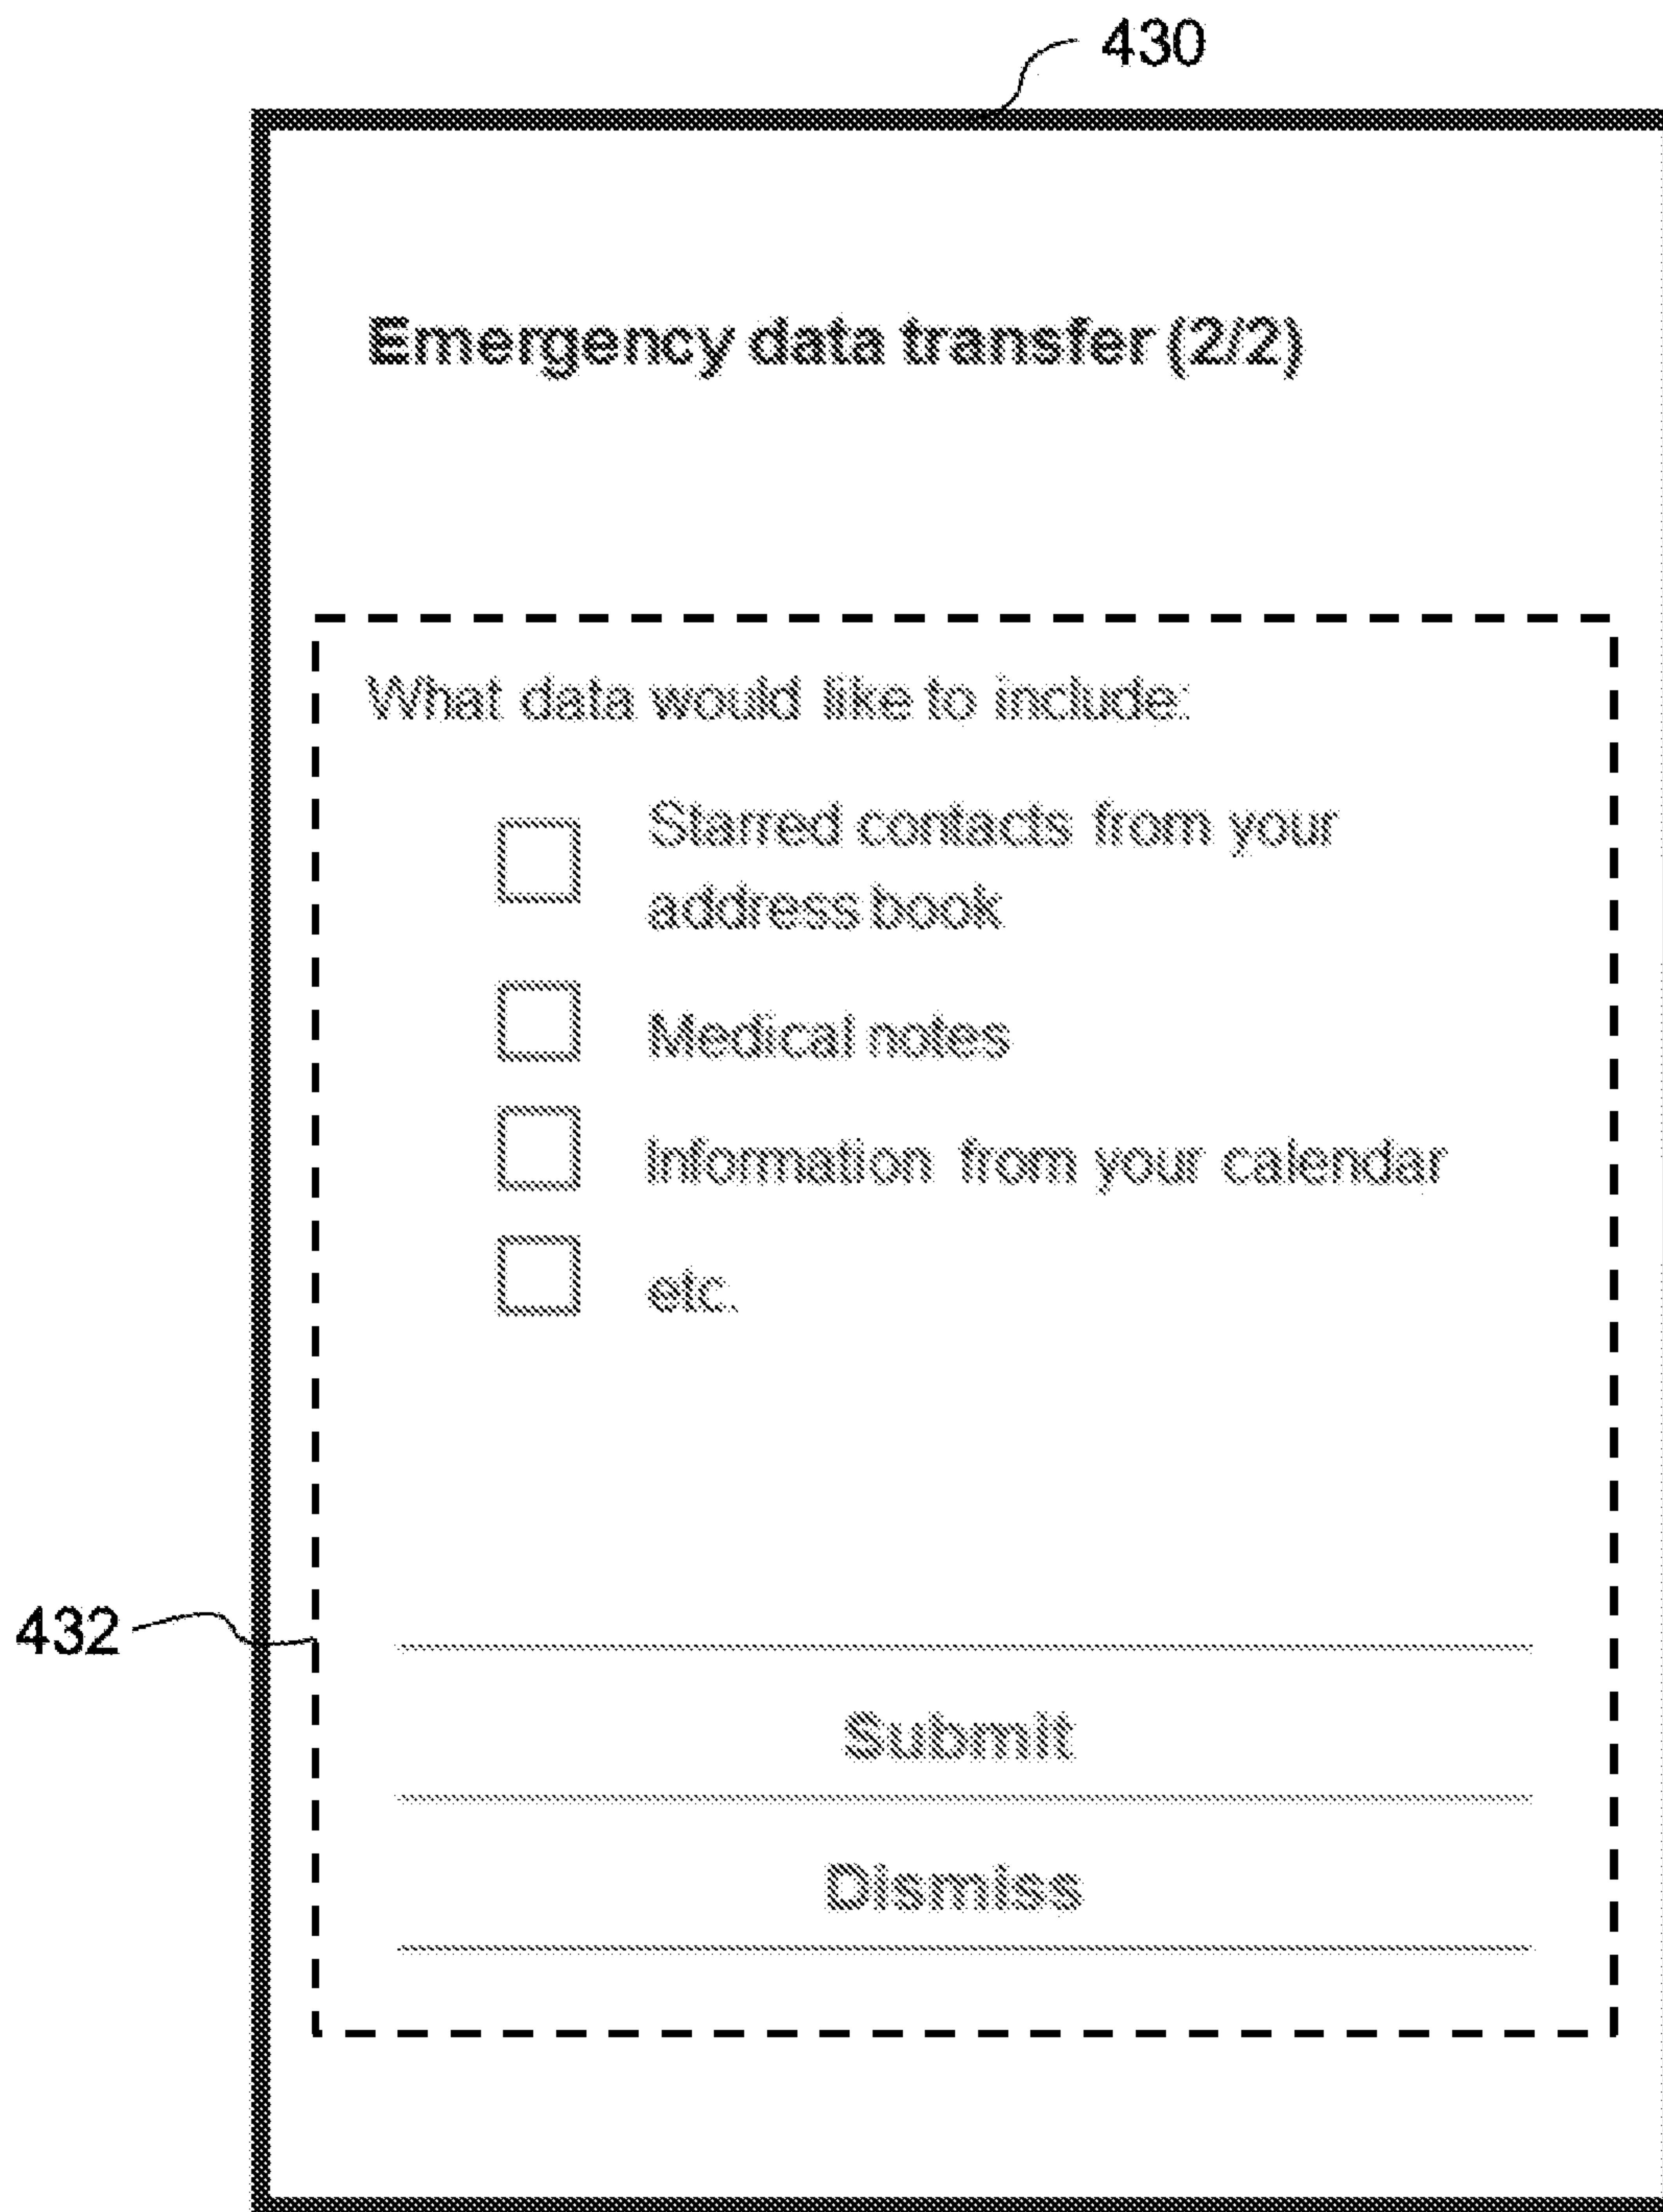 430
Emergency data transfer (2/2)
What data would like to include:
Starred contacts from your
address book
Medical notes
Information from your calendar
etc.
432
Submit
Dismiss